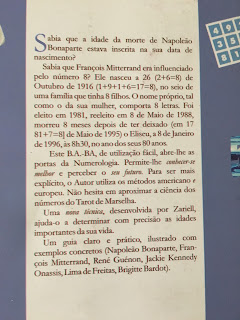 Sabia que a idade da morte de Napoleão
Bonaparte estava inscrita na sua data de
nascimento?
Sabia que François Mitterrand era influenciado
pelo número 8? Ele nasceu a 26 (2+6=8) de
Outubro de 1916 (1+9+1+6=17=8), no seio de
uma família que tinha 8 filhos. O nome próprio, tal
como o da sua mulher, comporta 8 letras. Foi
eleito em 1981, reeleito em 8 de Maio de 1988,
morreu 8 meses depois de ter deixado (em 17
81+7=8] de Maio de 1995) o Eliseu, a 8 de Janeiro
de 1996, às 8h30, no ano dos seus 80 anos.
Este B.A.-BA, de utilização fácil, abre-lhe as
portas da Numerologia. Permite-lhe conhecer-se
melhor e perceber o seu futuro. Para ser mais
explícito, o Autor utiliza os métodos americano e
europeu. Não hesita em aproximar a ciência dos
números do Tarot de Marselha.
Uma nova técnica, desenvolvida por Zariell,
ajuda-o a determinar com precisão as idades
importantes da sua vida.
Um guia claro e prático, ilustrado com
exemplos concretos (Napoleão Bonaparte, Fran-
çois Mitterrand, René Guénon, Jackie Kennedy
Onassis, Lima de Freitas, Brigitte Bardot).